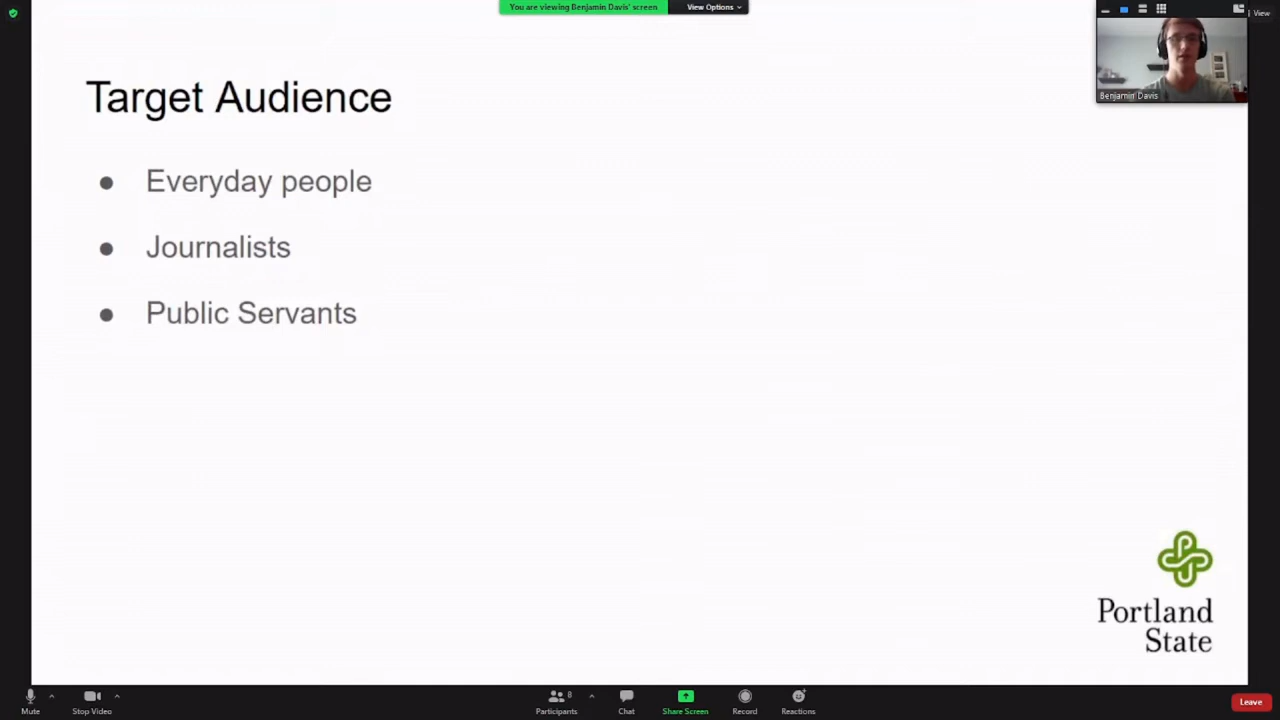 You are viewing Benjamin Davis' screen
View Options
View
Benjamin Davis
Target Audience
● Everyday people
● Journalists
● Public Servants
Portland
State
Mute
Stop Video
Participants
8
Chat
Share Screen
Record
Reactions
Leave